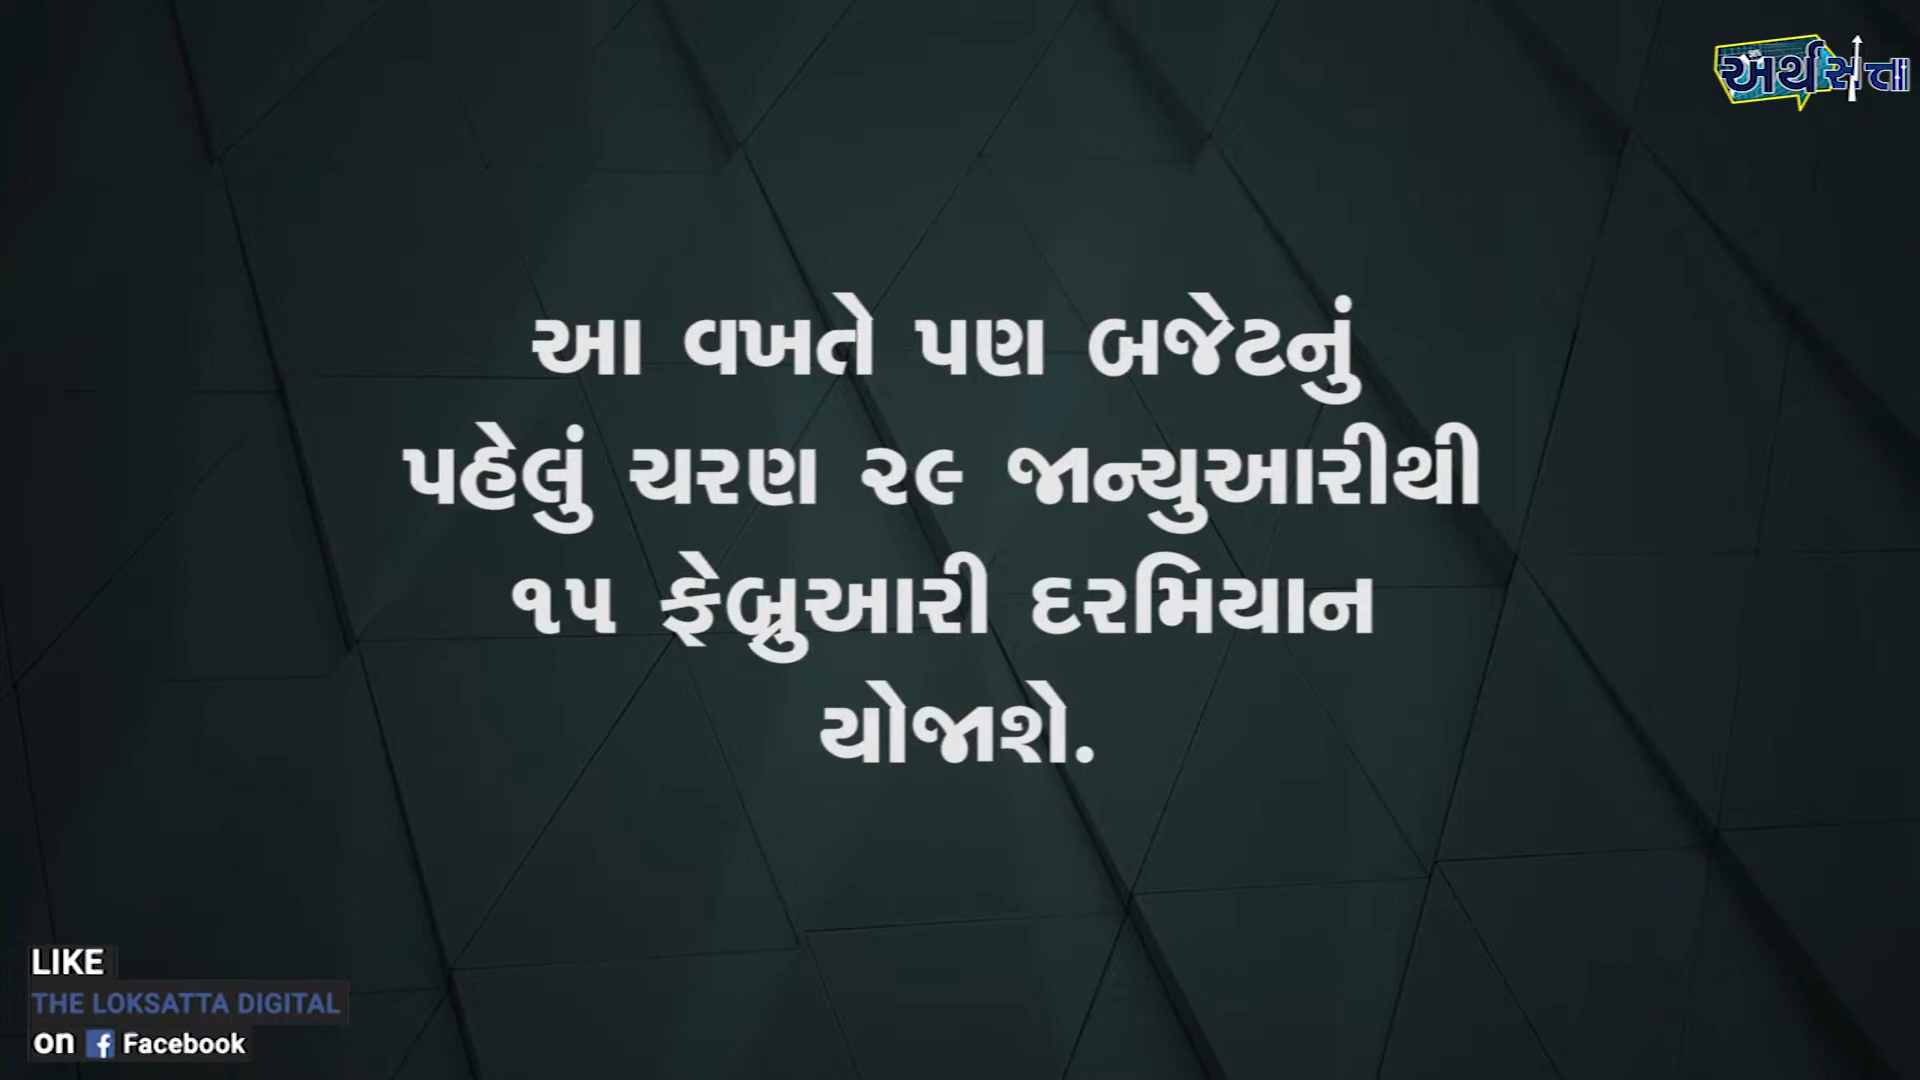 અર્થસત્તા
આ વખતે પણ બજેટનું
પહેલું ચરણ ૨૯ જાન્યુઆરીથી
૧૫ ફેબ્રુઆરી દરમિયાન
યોજાશે.
LIKE
THE LOKSATTA DIGITAL
on Facebook